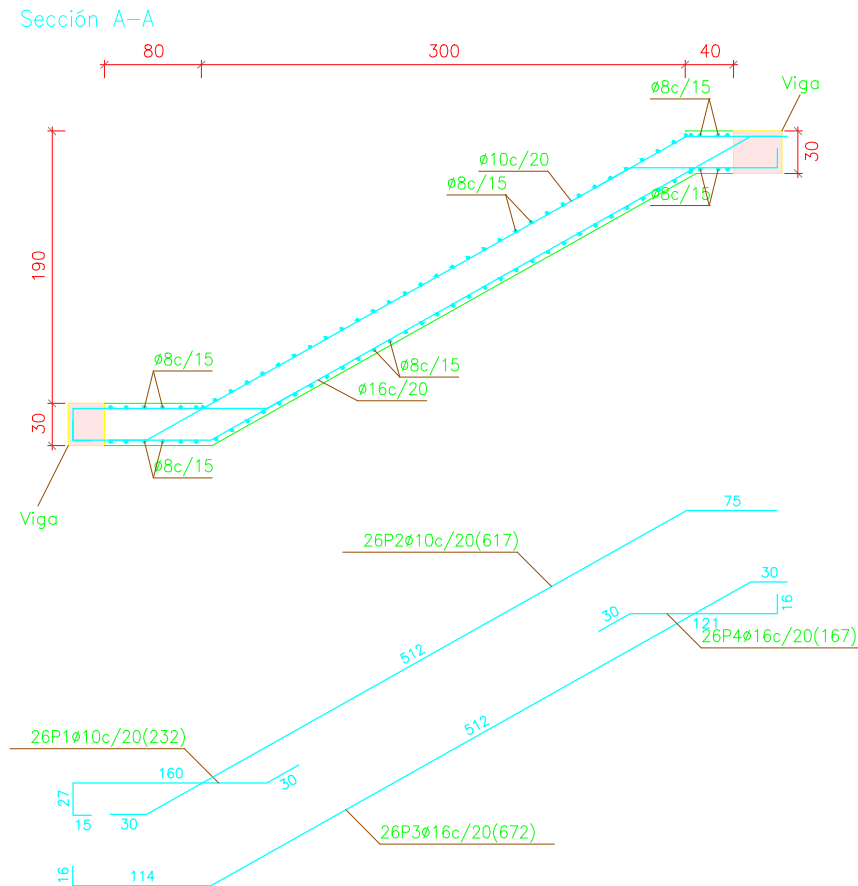 Sección A-A
80
300
40
Viga
ø8c/15
30
ø10c/20
ø8c/15
ø8c/15
190
ø8c/15
ø8c/15
ø16c/20
30
ø8c/15
Viga
75
26P2ø10c/20(617)
30
16
30
121
26P4ø16c/20(167)
512
512
26P1ø10c/20(232)
160
30
27
15
30
26P3ø16c/20(672)
16
114